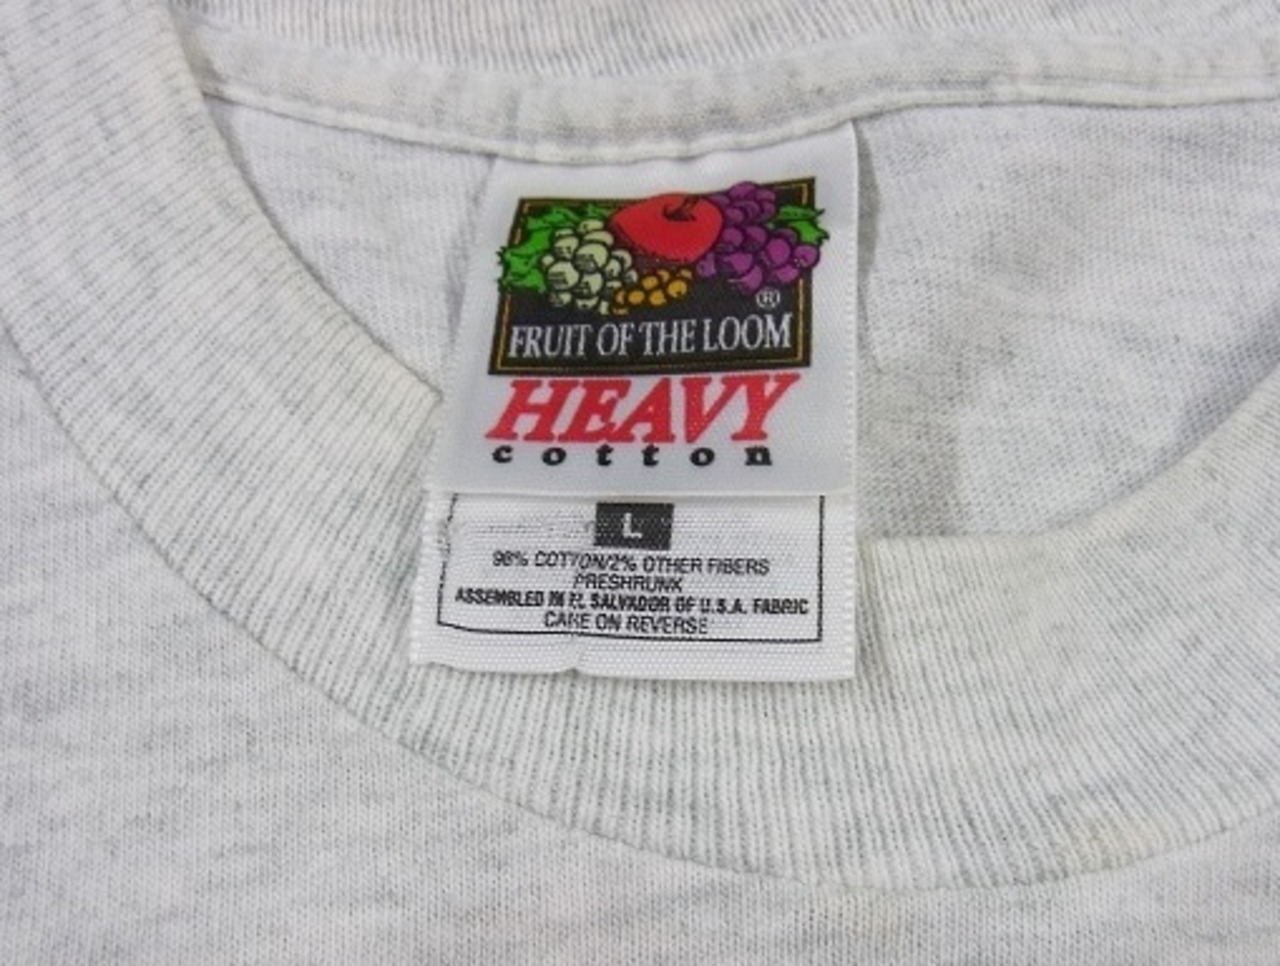 ®
FRUIT OF THE LOOM
HEAVY
cotton
L
98% COTTON/2% OTHER FIBERS
PRESHRUNK
ASSEMBLED IN EL SALVADOR OF U.S.A. FABRIC
CARE ON REVERSE